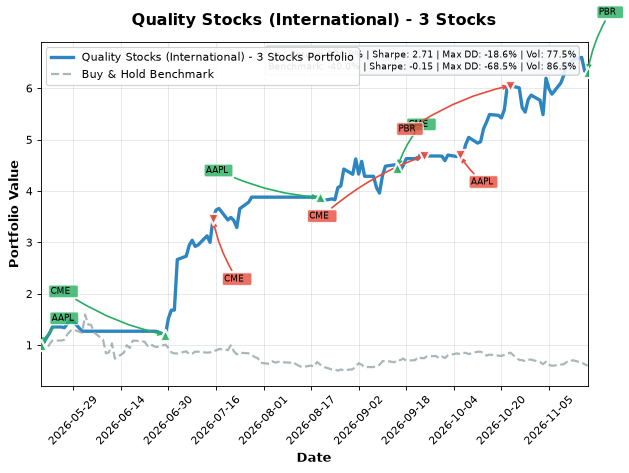 Quality Stocks (International) - 3 Stocks
PBR
Quality Stocks (International) - 3 Stocks Portfolio
Buy & Hold Benchmark
% | Sharpe: 2.71 | Max DD: -18.6% | Vol: 77.5%
| Sharpe: -0.15 | Max DD: -68.5% | Vol: 86.5%
PBR
AAPL
AAPL
CME
CME
CME
AAPL
Portfolio Value
6
5
4
3
2
1
2026-05-29
2026-06-14
2026-06-30
2026-07-16
2026-08-01
2026-08-17
2026-09-02
2026-09-18
2026-10-04
2026-10-20
2026-11-05
Date